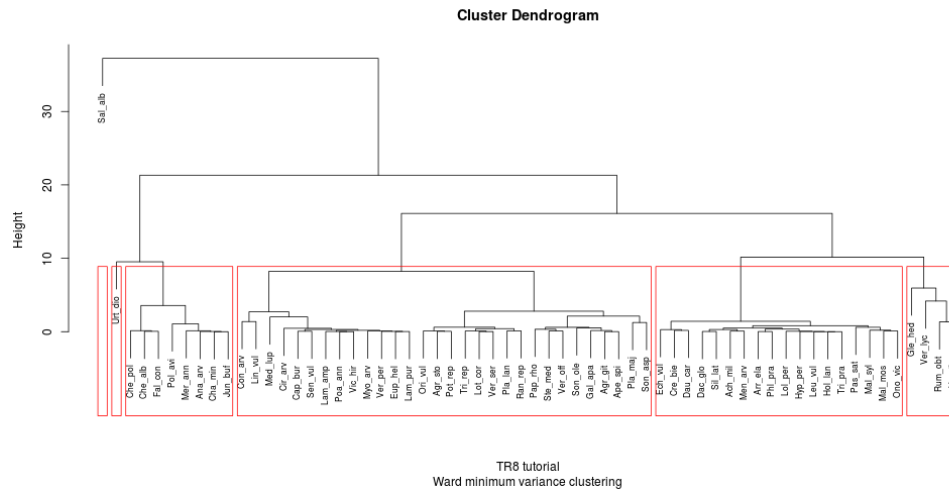 Cluster Dendrogram
Height
30
20
10
0
Sal_alb
Urt_dio
Che_pol
Che_alb
Fal_con
Pol_avi
Mer_ann
Ana_arv
Cha_min
Jun_buf
Con_arv
Lin_vul
Med_lup
Cir_arv
Cap_bur
Sen_vul
Lam_amp
Poa_ann
Vic_hir
Myo_arv
Ver_per
Eup_hel
Lam_pur
Ori_vul
Agr_sto
Pot_rep
Tri_rep
Lot_cor
Ver_ser
Pla_lan
Ran_rep
Pap_rho
Ste_med
Ver_off
Son_ole
Gal_apa
Agr_git
Ape_spi
Pla_maj
Son_asp
Ech_vul
Cre_bie
Dau_car
Dac_glo
Sil_lat
Ach_mil
Men_arv
Arr_ela
Phl_pra
Lol_per
Hyp_per
Leu_vul
Hol_lan
Tri_pra
Pas_sat
Mal_syl
Mal_mos
Ono_vic
Gle_hed
Ver_lyc
Rum_obt
TR8 tutorial
Ward minimum variance clustering